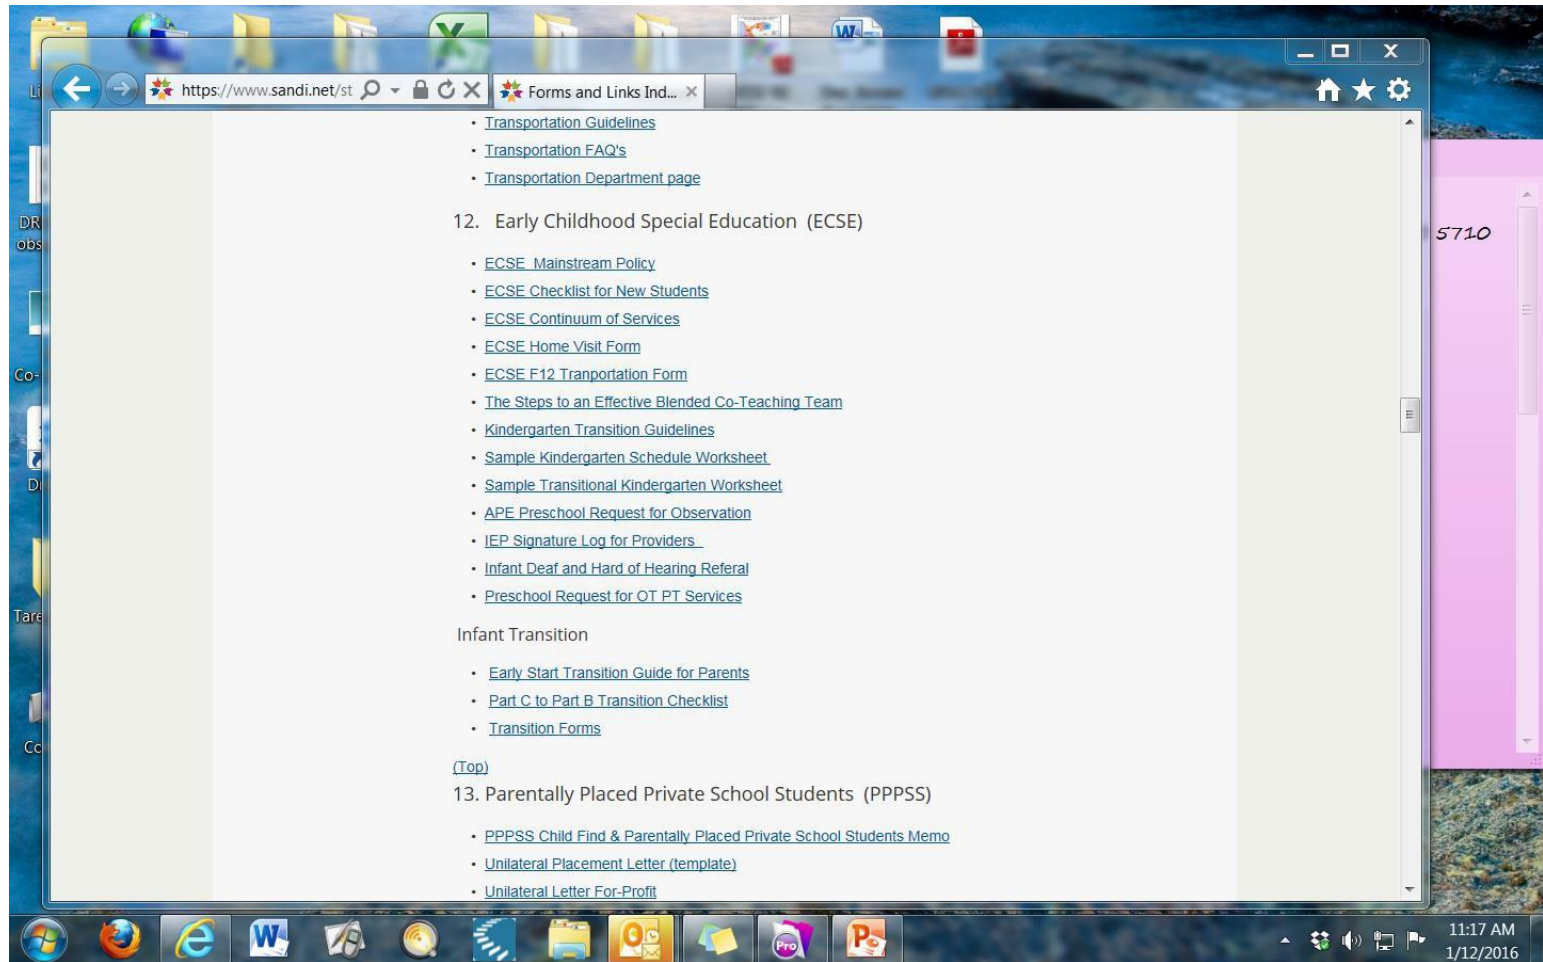 https://www.sandi.net/st
Forms and Links Ind...
Transportation Guidelines
Transportation FAQ's
Transportation Department page
12. Early Childhood Special Education (ECSE)
ECSE Mainstream Policy
ECSE Checklist for New Students
ECSE Continuum of Services
ECSE Home Visit Form
ECSE F12 Tranportation Form
The Steps to an Effective Blended Co-Teaching Team
Kindergarten Transition Guidelines
Sample Kindergarten Schedule Worksheet
Sample Transitional Kindergarten Worksheet
APE Preschool Request for Observation
IEP Signature Log for Providers
Infant Deaf and Hard of Hearing Referal
Preschool Request for OT PT Services
Infant Transition
Early Start Transition Guide for Parents
Part C to Part B Transition Checklist
Transition Forms
(Top)
13. Parentally Placed Private School Students (PPPSS)
PPPSS Child Find & Parentally Placed Private School Students Memo
Unilateral Placement Letter (template)
Unilateral Letter For-Profit
5710
DR
obs
Co-
Tare
Pro
11:17 AM
1/12/2016